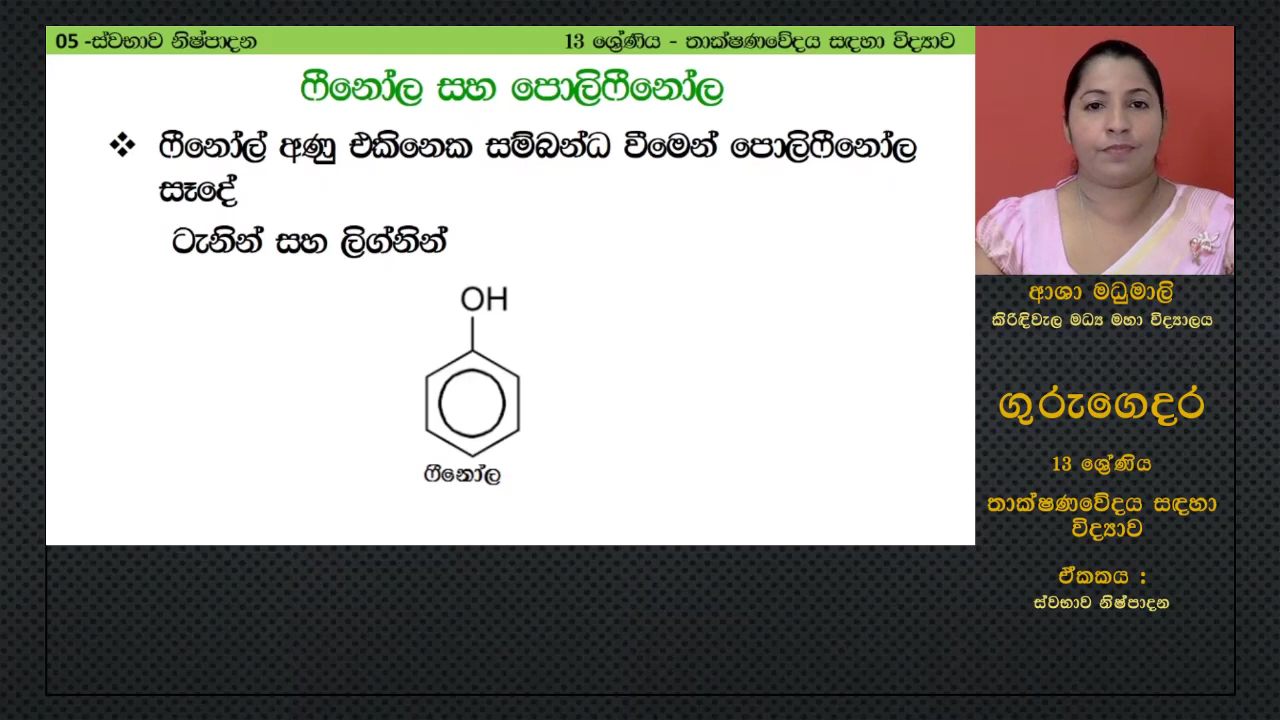 05 -ස්වභාව නිෂ්පාදන
13 ශ්‍රේණිය - තාක්ෂණවේදය සඳහා විද්‍යාව
ෆීනෝල සහ පොලිෆීනෝල
❖ ෆීනෝල් අණු එකිනෙක සම්බන්ධ වීමෙන් පොලිෆීනෝල
සෑදේ
ටැනින් සහ ලිග්නින්
OH
ෆීනෝල
ආශා මධුමාලි
කිරිඳිවැල මධ්‍ය මහා විද්‍යාලය
ගුරුගෙදර
13 ශ්‍රේණිය
තාක්ෂණවේදය සඳහා
විද්‍යාව
ඒකකය :
ස්වභාව නිෂ්පාදන